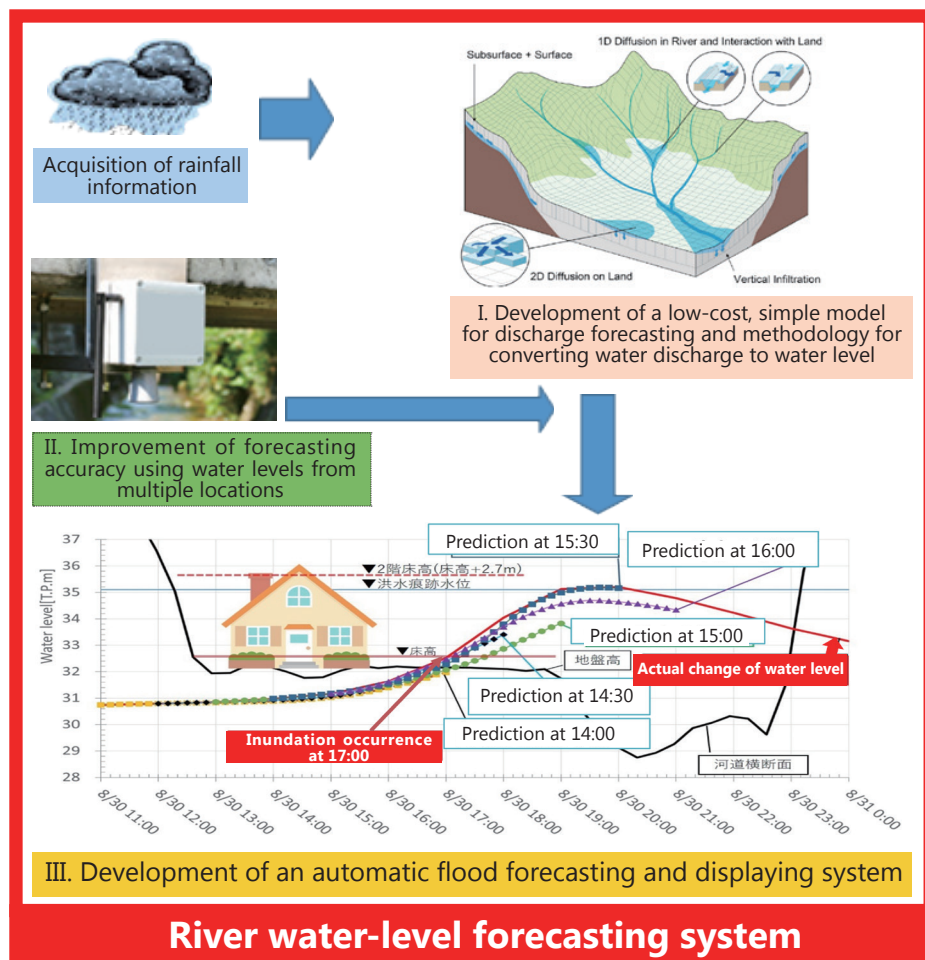 Acquisition of rainfall
information
Subsurface + Surface
1D Diffusion in River and Interaction with Land
2D Diffusion on Land
Vertical Infiltration
I. Development of a low-cost, simple model
for discharge forecasting and methodology for
converting water discharge to water level
II. Improvement of forecasting
accuracy using water levels from
multiple locations
Water level[T.P.m]
37
36
35
34
33
32
31
30
29
28
▼2階床高(床高+2.7m)
▼洪水痕跡水位
▼床高
地盤高
河道横断面
Prediction at 15:30
Prediction at 16:00
Prediction at 15:00
Actual change of water level
Prediction at 14:30
Prediction at 14:00
Inundation occurrence
at 17:00
8/30 11:00
8/30 12:00
8/30 13:00
8/30 14:00
8/30 15:00
8/30 16:00
8/30 17:00
8/30 18:00
8/30 19:00
8/30 20:00
8/30 21:00
8/30 22:00
8/30 23:00
8/31 0:00
III. Development of an automatic flood forecasting and displaying system
River water-level forecasting system